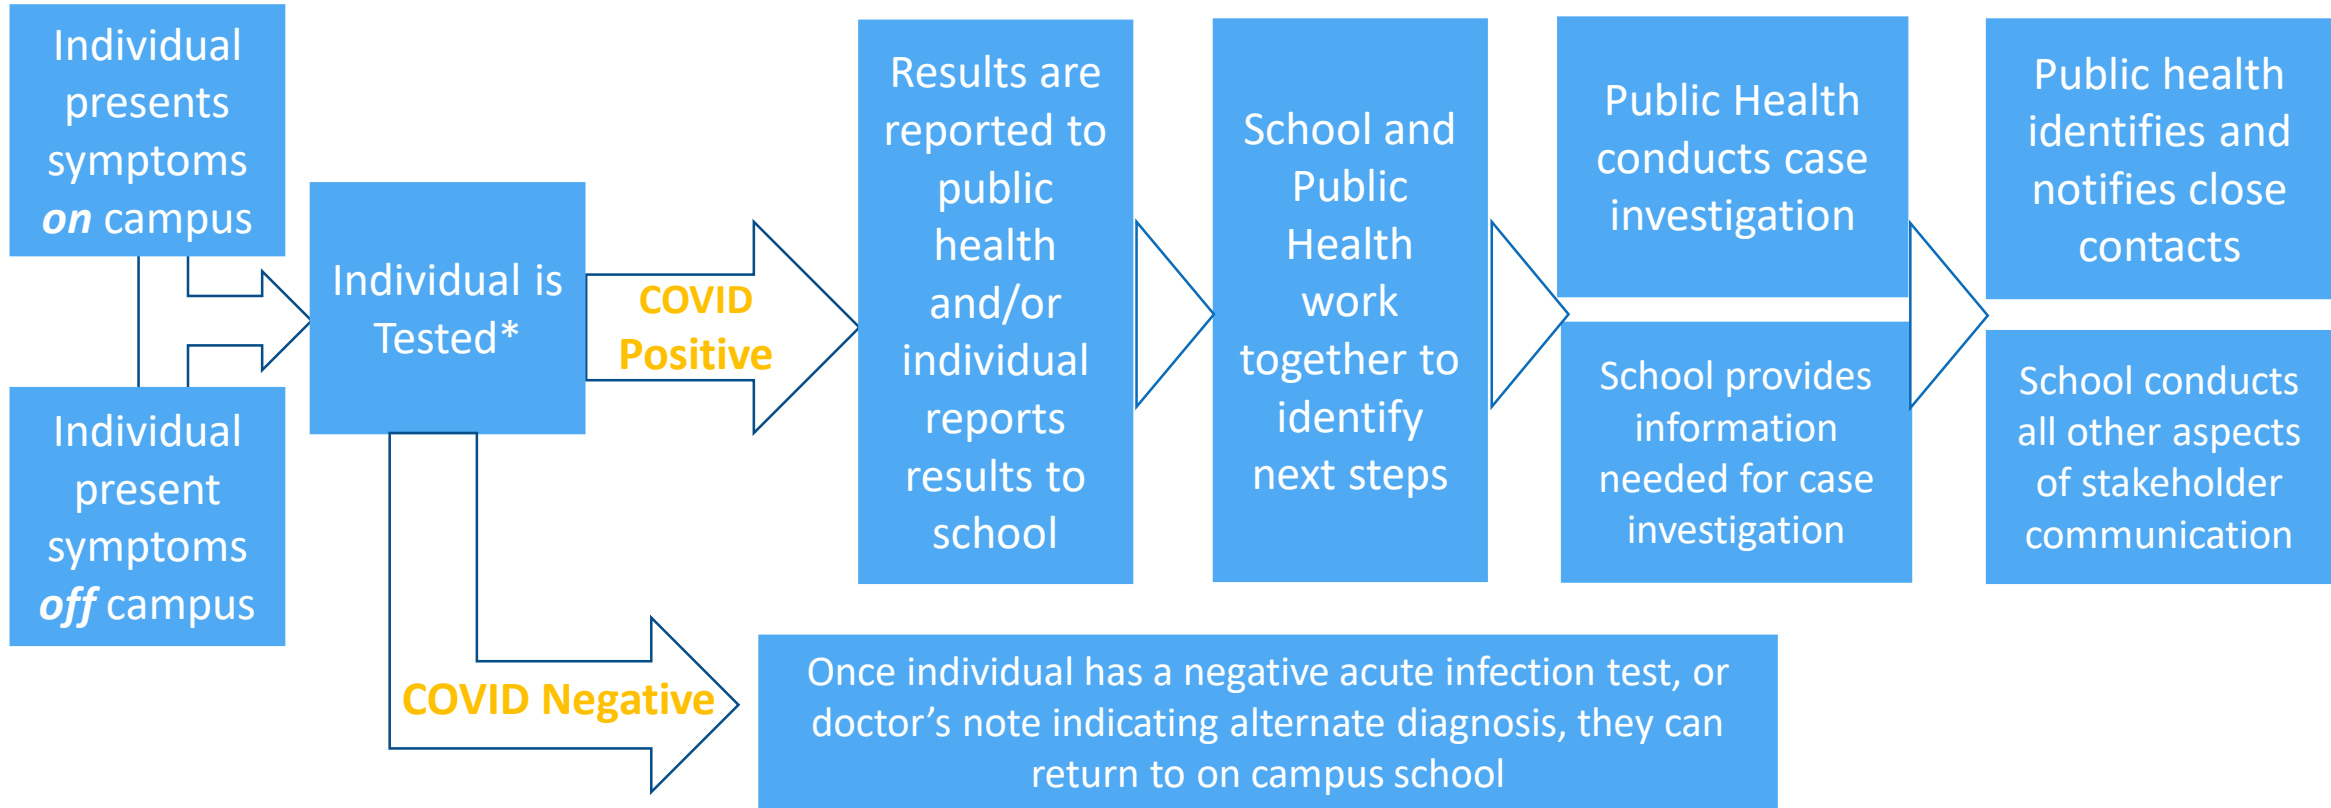 Individual
presents
symptoms
on campus
Individual
present
symptoms
off campus
Individual is
Tested*
COVID
Positive
Results are
reported to
public
health
and/or
individual
reports
results to
school
School and
Public
Health
work
together to
identify
next steps
Public Health
conducts case
investigation
School provides
information
needed for case
investigation
Public health
identifies and
notifies close
contacts
School conducts
all other aspects
of stakeholder
communication
COVID Negative
Once individual has a negative acute infection test, or
doctor’s note indicating alternate diagnosis, they can
return to on campus school